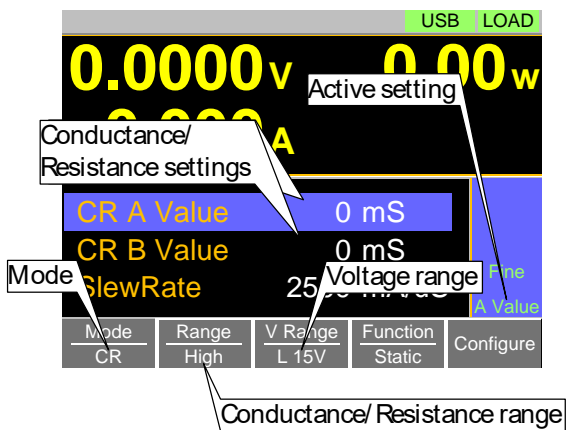 USB LOAD
0.0000 V 0.00 W
Active setting
A
Conductance/
Resistance settings
CR A Value 0 mS
CR B Value 0 mS
Mode
Voltage range
Fine
SlewRate
A Value
Mode Range V Range Function Configure
CR High L 15V Static
Conductance/ Resistance range